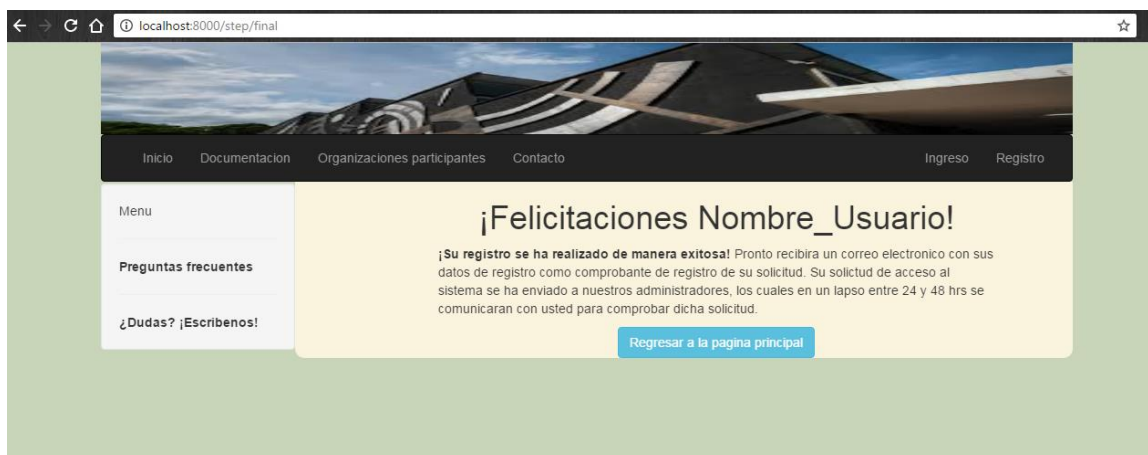 localhost:8000/step/final
Inicio Documentacion Organizaciones participantes Contacto Ingreso Registro
Menu
Preguntas frecuentes
¿Dudas? ¡Escribenos!
¡Felicitaciones Nombre_Usuario!
¡Su registro se ha realizado de manera exitosa! Pronto recibira un correo electronico con sus
datos de registro como comprobante de registro de su solicitud. Su solictud de acceso al
sistema se ha enviado a nuestros administradores, los cuales en un lapso entre 24 y 48 hrs se
comunicaran con usted para comprobar dicha solicitud.
Regresar a la pagina principal